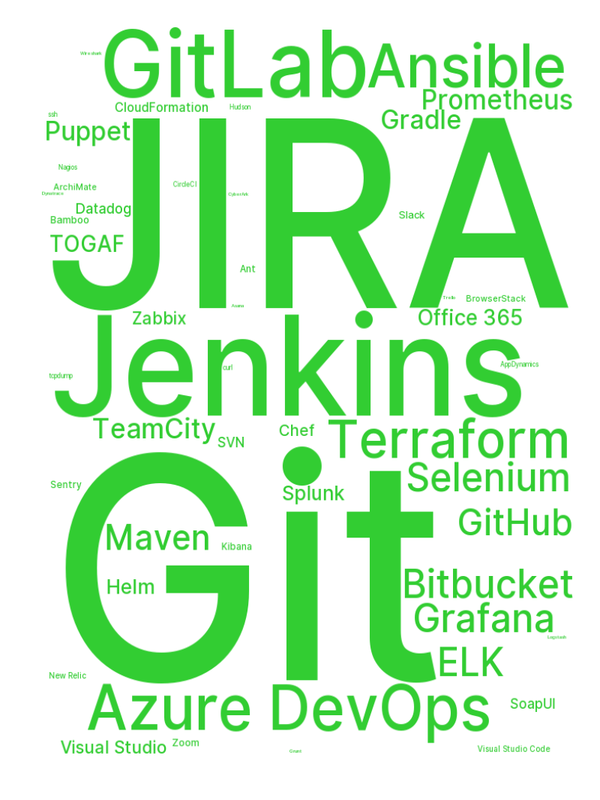 GitLab
Ansible
Wireshark
Prometheus
CloudFormation
Hudson
Gradle
ssh
Puppet
JIRA
Nagios
CircleCI
ArchiMate
Datadog
Slack
Bamboo
TOGAF
Ant
BrowserStack
Zabbix
Office 365
Jenkins
AppDynamics
curl
tcpdump
TeamCity
Chef
Terraform
SVN
Selenium
Git
Sentry
Splunk
GitHub
Maven
Kibana
Helm
Bitbucket
Grafana
Logstash
ELK
New Relic
Azure DevOps
SoapUI
Visual Studio
Zoom
Visual Studio Code